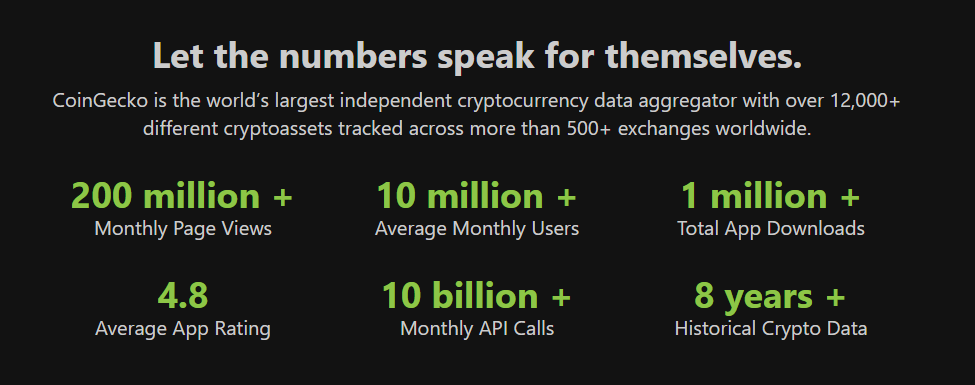 Let the numbers speak for themselves.
CoinGecko is the world's largest independent cryptocurrency data aggregator with over 12,000+
different cryptoassets tracked across more than 500+ exchanges worldwide.
200 million + 10 million + 1 million +
Monthly Page Views Average Monthly Users Total App Downloads
4.8 10 billion + 8 years +
Average App Rating Monthly API Calls Historical Crypto Data